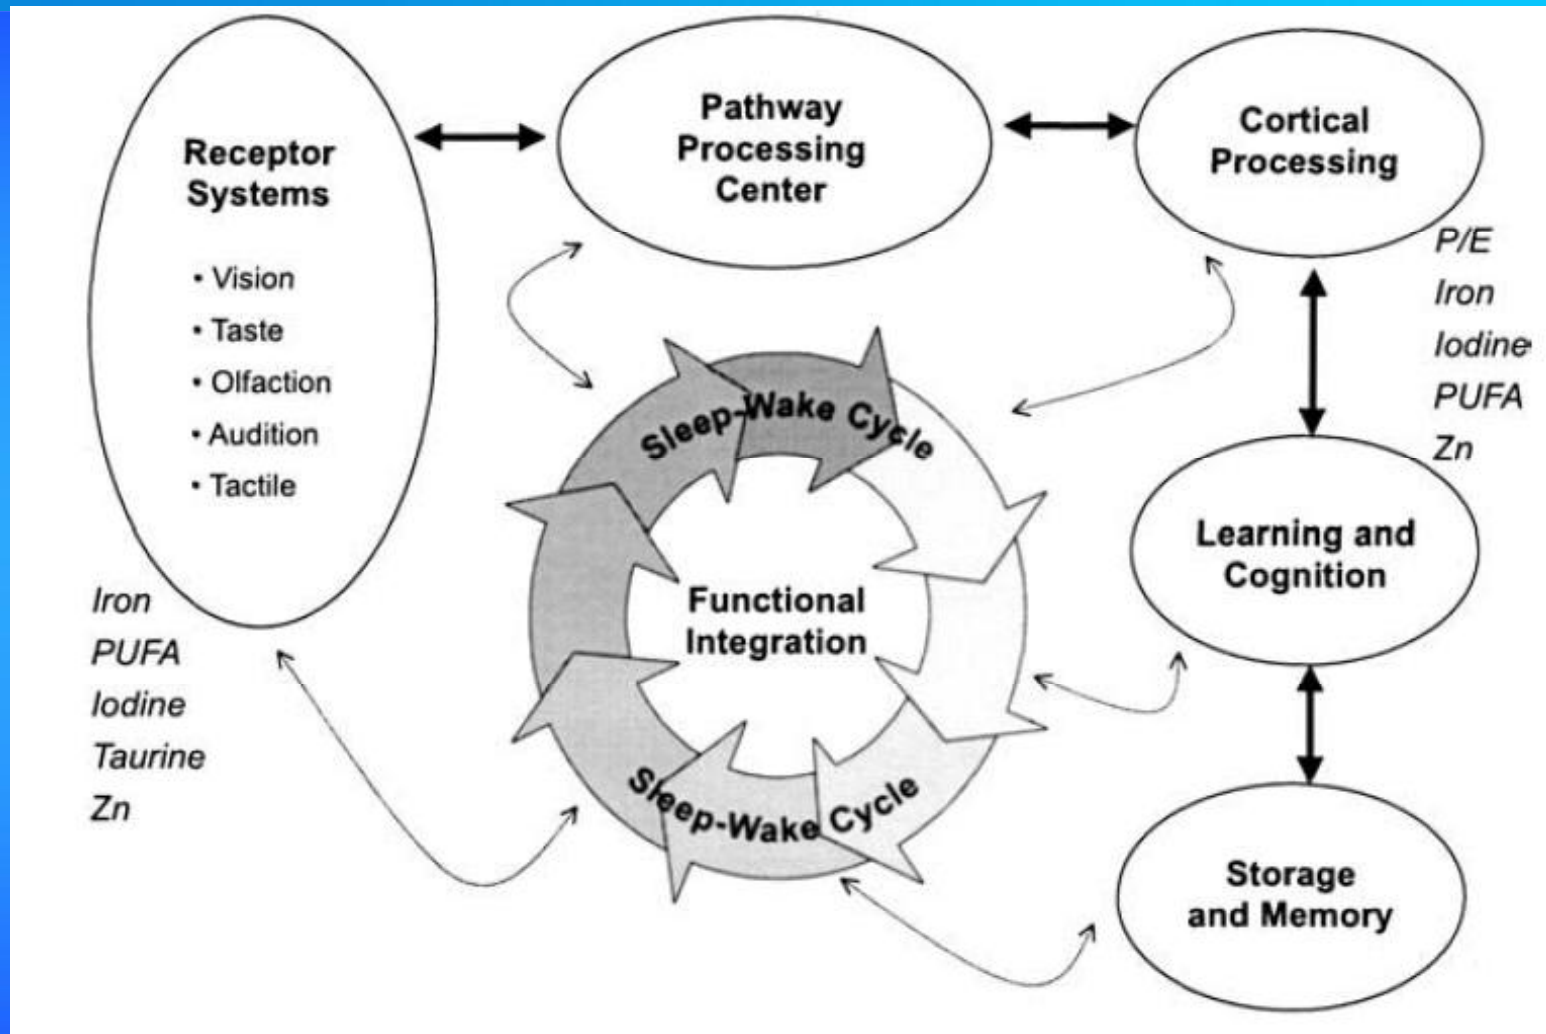 Receptor
Systems
• Vision
• Taste
• Olfaction
• Audition
• Tactile
Iron
PUFA
Iodine
Taurine
Zn
Pathway
Processing
Center
Cortical
Processing
P/E
Iron
Iodine
PUFA
Zn
Sleep-Wake Cycle
Functional
Integration
Sleep-Wake Cycle
Learning and
Cognition
Storage
and Memory